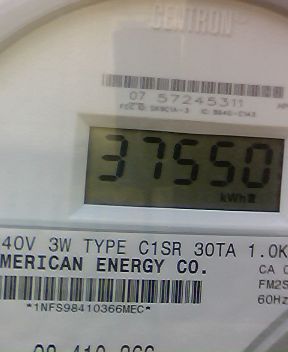 CENTRON®
07 57245311
37550
kWh
40V 3W TYPE C1SR 30TA 1.0K
MERICAN ENERGY CO.
CA 0
FM2S
60Hz
*1NFS98410366MEC*